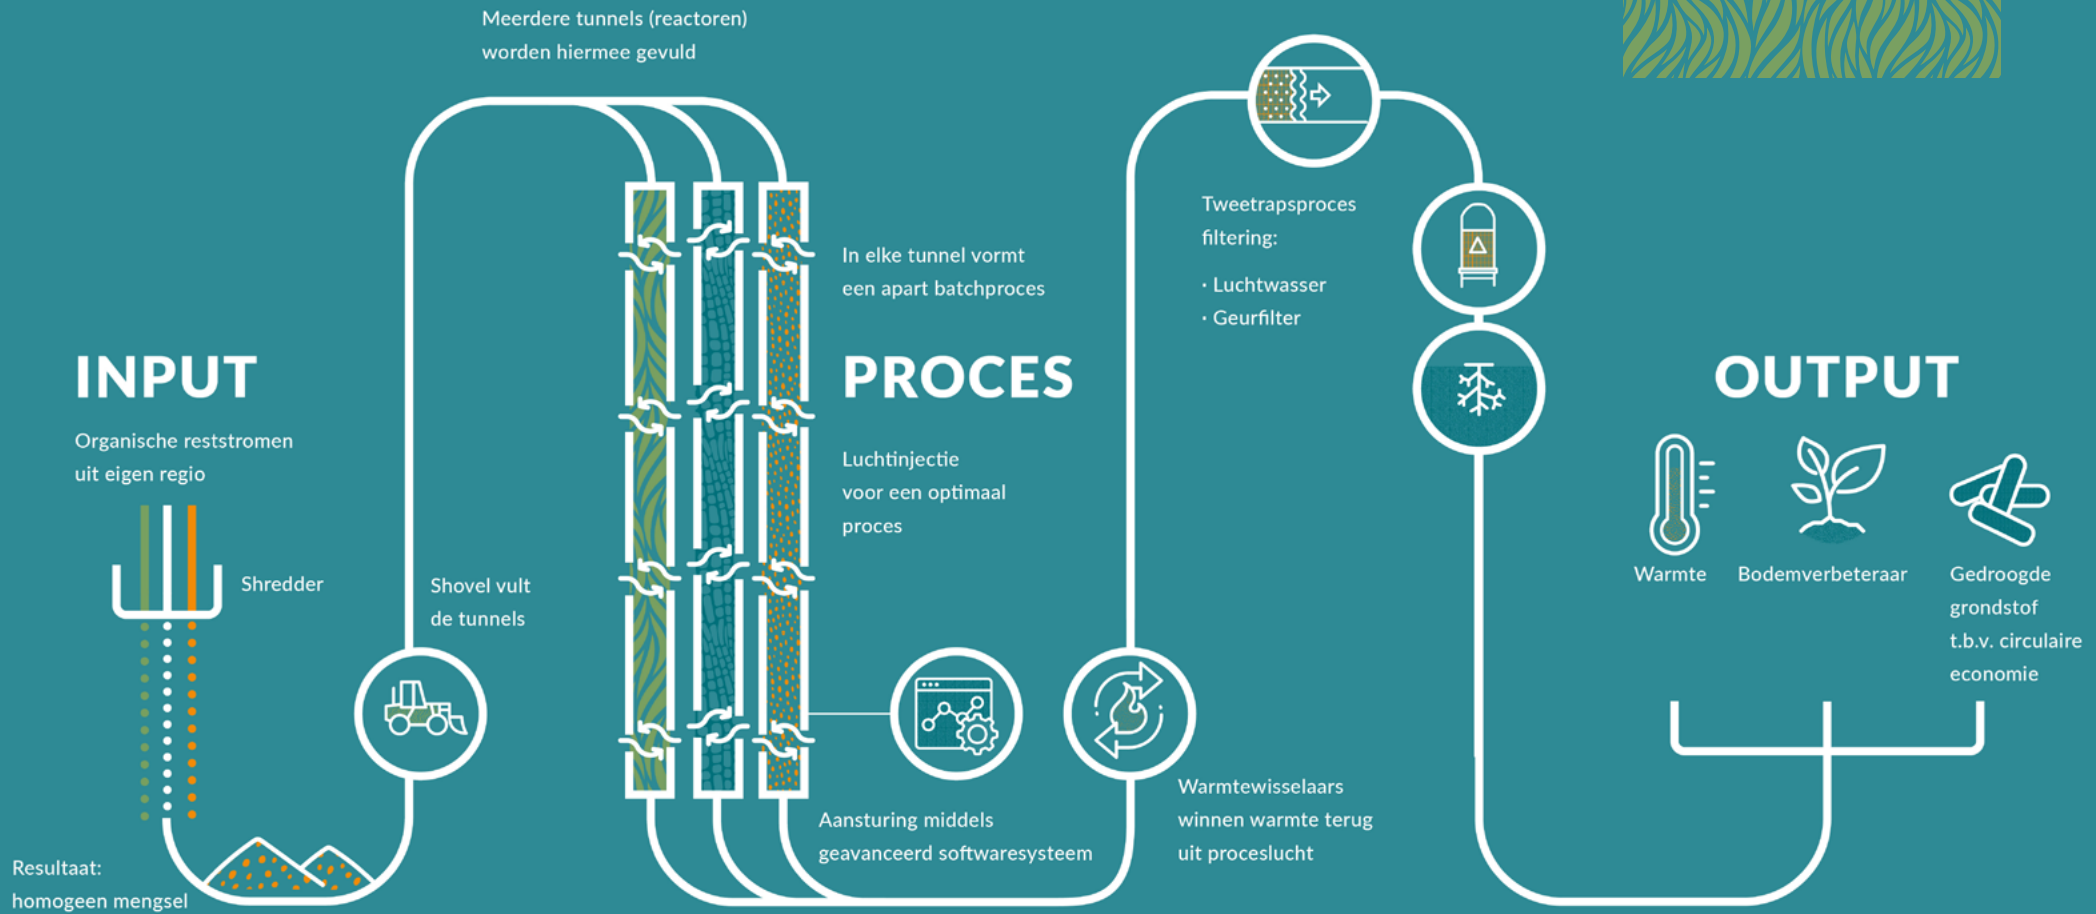 Meerdere tunnels (reactoren)
worden hiermee gevuld
INPUT
Organische reststromen
uit eigen regio
Shredder
Resultaat:
homogeen mengsel
Shovel vult
de tunnels
In elke tunnel vormt
een apart batchproces
PROCES
Luchtinjectie
voor een optimaal
proces
Aansturing middels
geavanceerd softwaresysteem
Warmtewisselaars
winnen warmte terug
uit proceslucht
Tweetrapsproces
filtering:
· Luchtwasser
· Geurfilter
OUTPUT
Warmte
Bodemverbeteraar
Gedroogde
grondstof
t.b.v. circulaire
economie